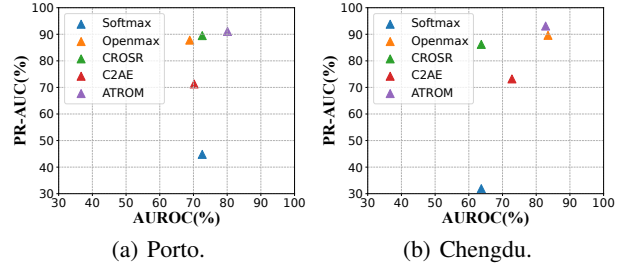 100
90
80
70
60
50
40
30
PR-AUC(%)
Softmax
Openmax
CROSR
C2AE
ATROM
30 40 50 60 70 80 90 100
AUROC(%)
(a) Porto.
100
90
80
70
60
50
40
30
PR-AUC(%)
Softmax
Openmax
CROSR
C2AE
ATROM
30 40 50 60 70 80 90 100
AUROC(%)
(b) Chengdu.